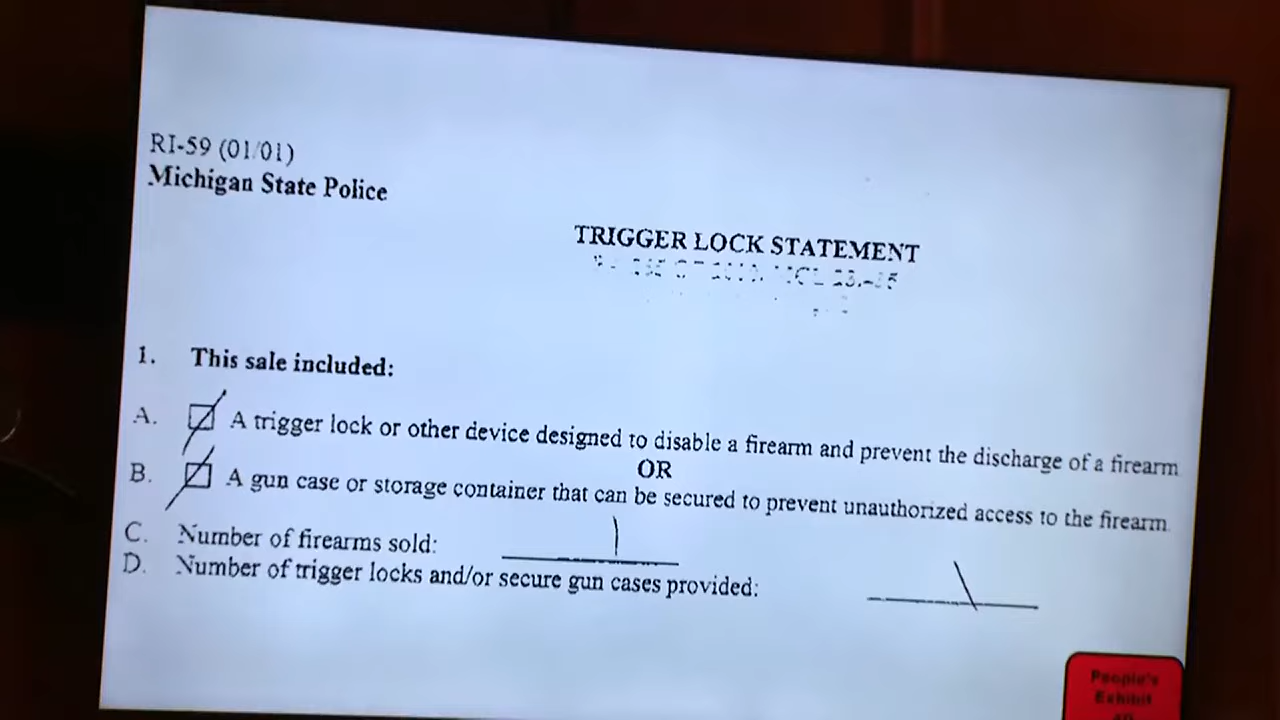 RI-59 (01/01)
Michigan State Police
TRIGGER LOCK STATEMENT
1. This sale included:
A. A trigger lock or other device designed to disable a firearm and prevent the discharge of a firearm
OR
B. A gun case or storage container that can be secured to prevent unauthorized access to the firearm.
C. Number of firearms sold: 1
D. Number of trigger locks and/or secure gun cases provided: 1
People's
Exhibit